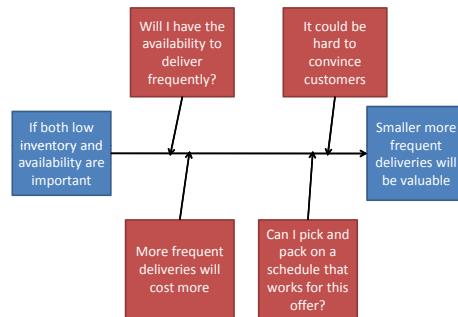 Will I have the
availability to
deliver
frequently?
It could be
hard to
convince
customers
If both low
inventory and
availability are
important
Smaller more
frequent
deliveries will
be valuable
More frequent
deliveries will
cost more
Can I pick and
pack on a
schedule that
works for this
offer?